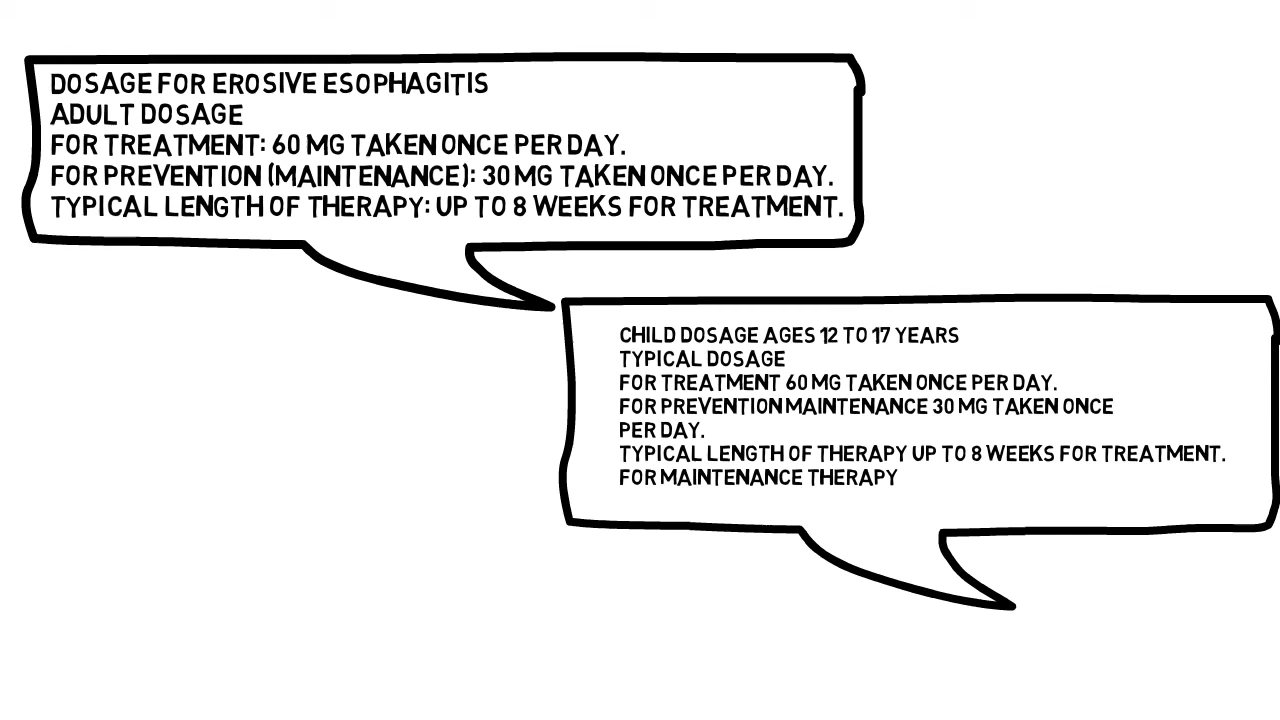 DOSAGE FOR EROSIVE ESOPHAGITIS
ADULT DOSAGE
FOR TREATMENT: 60 MG TAKEN ONCE PER DAY.
FOR PREVENTION (MAINTENANCE): 30 MG TAKEN ONCE PER DAY.
TYPICAL LENGTH OF THERAPY: UP TO 8 WEEKS FOR TREATMENT.
CHILD DOSAGE AGES 12 TO 17 YEARS
TYPICAL DOSAGE
FOR TREATMENT 60 MG TAKEN ONCE PER DAY.
FOR PREVENTION MAINTENANCE 30 MG TAKEN ONCE
PER DAY.
TYPICAL LENGTH OF THERAPY UP TO 8 WEEKS FOR TREATMENT.
FOR MAINTENANCE THERAPY